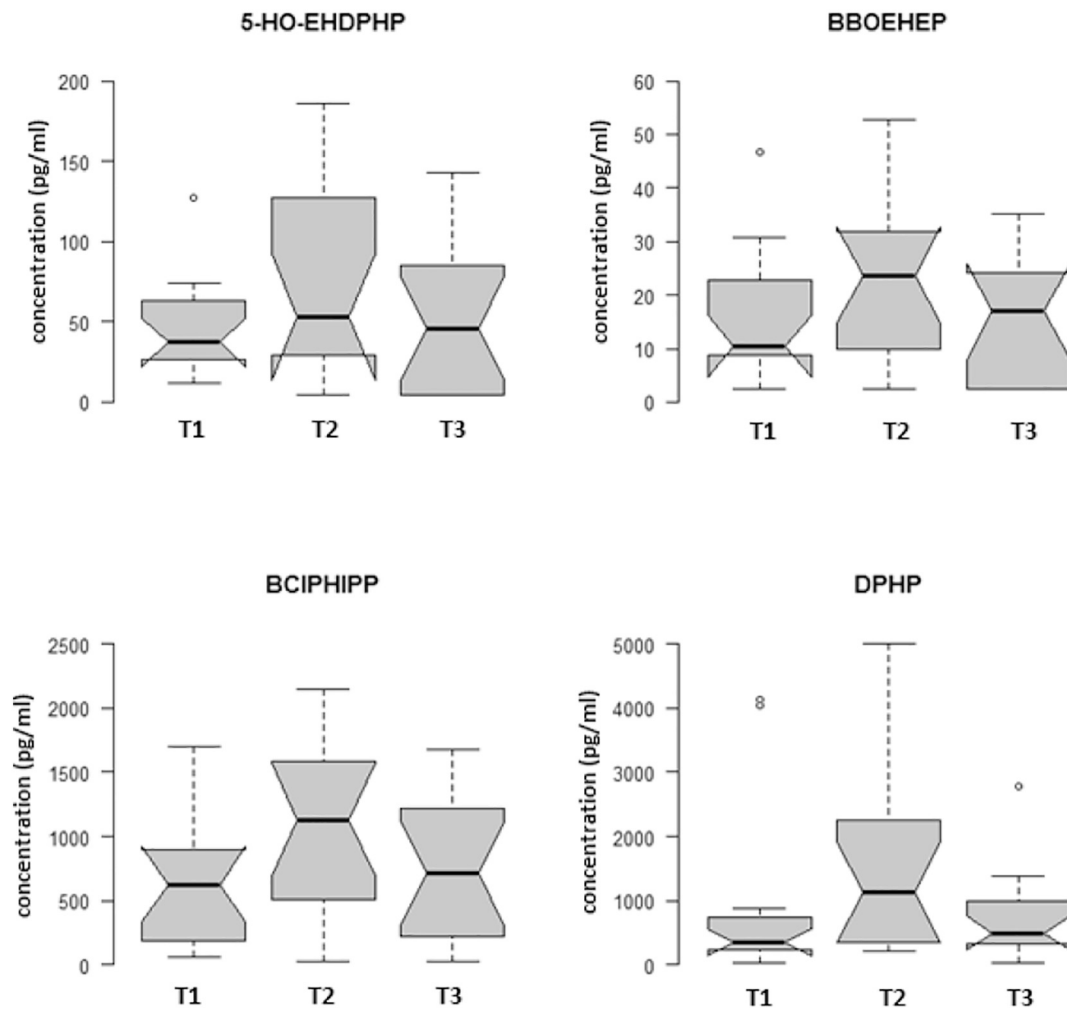 5-HO-EHDPHP
concentration (pg/ml)
200
150
100
50
0
T1 T2 T3
BBOEHEP
concentration (pg/ml)
60
50
40
30
20
10
0
T1 T2 T3
BCIPHIPP
concentration (pg/ml)
2500
2000
1500
1000
500
0
T1 T2 T3
DPHP
concentration (pg/ml)
5000
4000
3000
2000
1000
0
T1 T2 T3